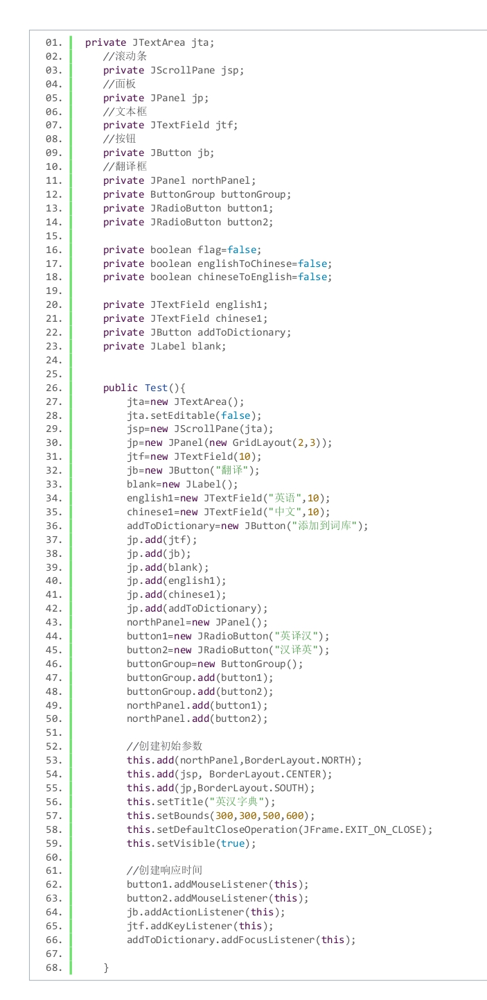 01. private JTextArea jta;
02. //滚动条
03. private JScrollPane jsp;
04. //面板
05. private JPanel jp;
06. //文本框
07. private JTextField jtf;
08. //按钮
09. private JButton jb;
10. //翻译框
11. private JPanel northPanel;
12. private ButtonGroup buttonGroup;
13. private JRadioButton button1;
14. private JRadioButton button2;
15.
16. private boolean flag=false;
17. private boolean englishToChinese=false;
18. private boolean chineseToEnglish=false;
19.
20. private JTextField english1;
21. private JTextField chinese1;
22. private JButton addToDictionary;
23. private JLabel blank;
24.
25.
26. public Test(){
27. jta=new JTextArea();
28. jta.setEditable(false);
29. jsp=new JScrollPane(jta);
30. jp=new JPanel(new GridLayout(2,3));
31. jtf=new JTextField(10);
32. jb=new JButton("翻译");
33. blank=new JLabel();
34. english1=new JTextField("英语",10);
35. chinese1=new JTextField("中文",10);
36. addToDictionary=new JButton("添加到词库");
37. jp.add(jtf);
38. jp.add(jb);
39. jp.add(blank);
40. jp.add(english1);
41. jp.add(chinese1);
42. jp.add(addToDictionary);
43. northPanel=new JPanel();
44. button1=new JRadioButton("英译汉");
45. button2=new JRadioButton("汉译英");
46. buttonGroup=new ButtonGroup();
47. buttonGroup.add(button1);
48. buttonGroup.add(button2);
49. northPanel.add(button1);
50. northPanel.add(button2);
51.
52. //创建初始参数
53. this.add(northPanel,BorderLayout.NORTH);
54. this.add(jsp, BorderLayout.CENTER);
55. this.add(jp,BorderLayout.SOUTH);
56. this.setTitle("英汉字典");
57. this.setBounds(300,300,500,600);
58. this.setDefaultCloseOperation(JFrame.EXIT_ON_CLOSE);
59. this.setVisible(true);
60.
61. //创建响应时间
62. button1.addMouseListener(this);
63. button2.addMouseListener(this);
64. jb.addActionListener(this);
65. jtf.addKeyListener(this);
66. addToDictionary.addFocusListener(this);
67.
68. }